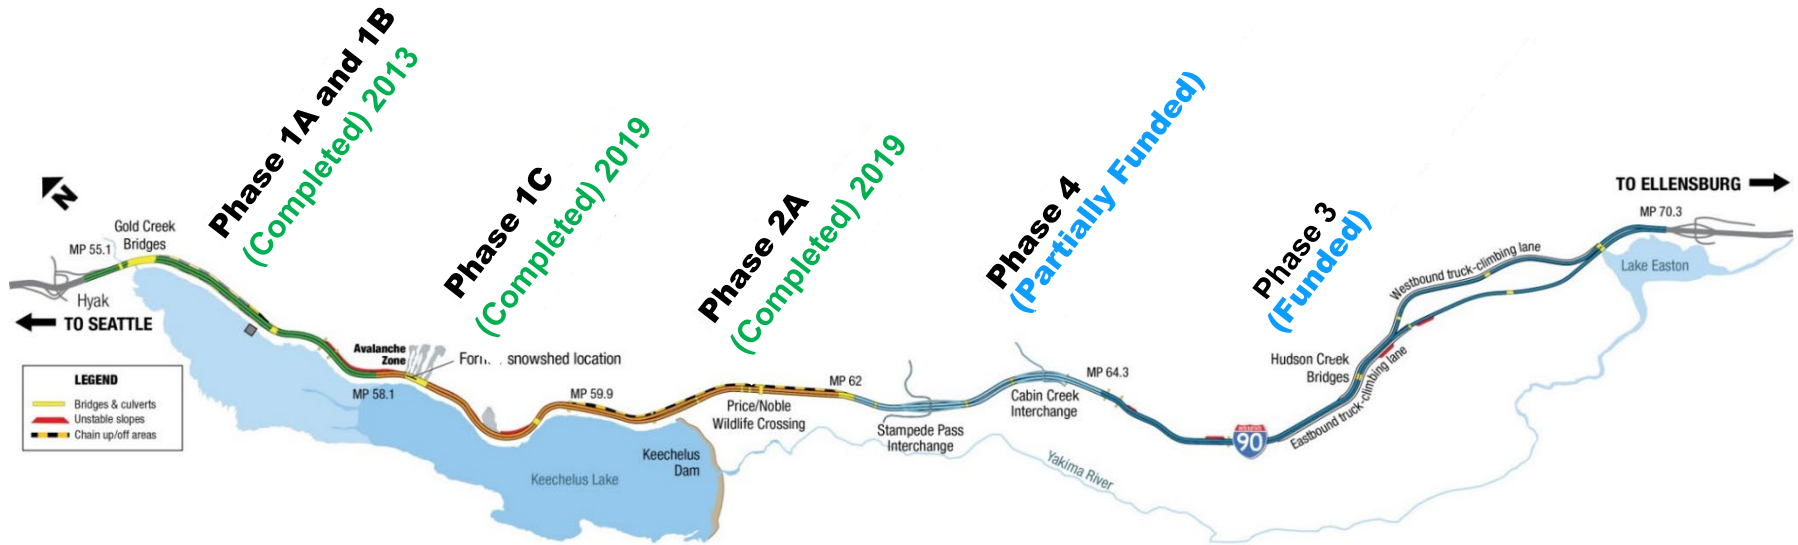 Phase 1A and 1B
(Completed) 2013
Phase 1C
(Completed) 2019
Phase 2A
(Completed) 2019
Phase 4
(Partially Funded)
Phase 3
(Funded)
N
TO ELLENSBURG
MP 70.3
Gold Creek
Bridges
MP 55.1
Hyak
TO SEATTLE
Lake Easton
Westbound truck-climbing lane
Avalanche
Zone
snowshed location
MP 58.1
MP 59.9
MP 62
MP 64.3
Hudson Creek
Bridges
Eastbound truck-climbing lane
90
Price/Noble
Wildlife Crossing
Stampede Pass
Interchange
Cabin Creek
Interchange
Keechelus
Dam
Keechelus Lake
Yakima River
LEGEND
Bridges & culverts
Unstable slopes
Chain up/off areas